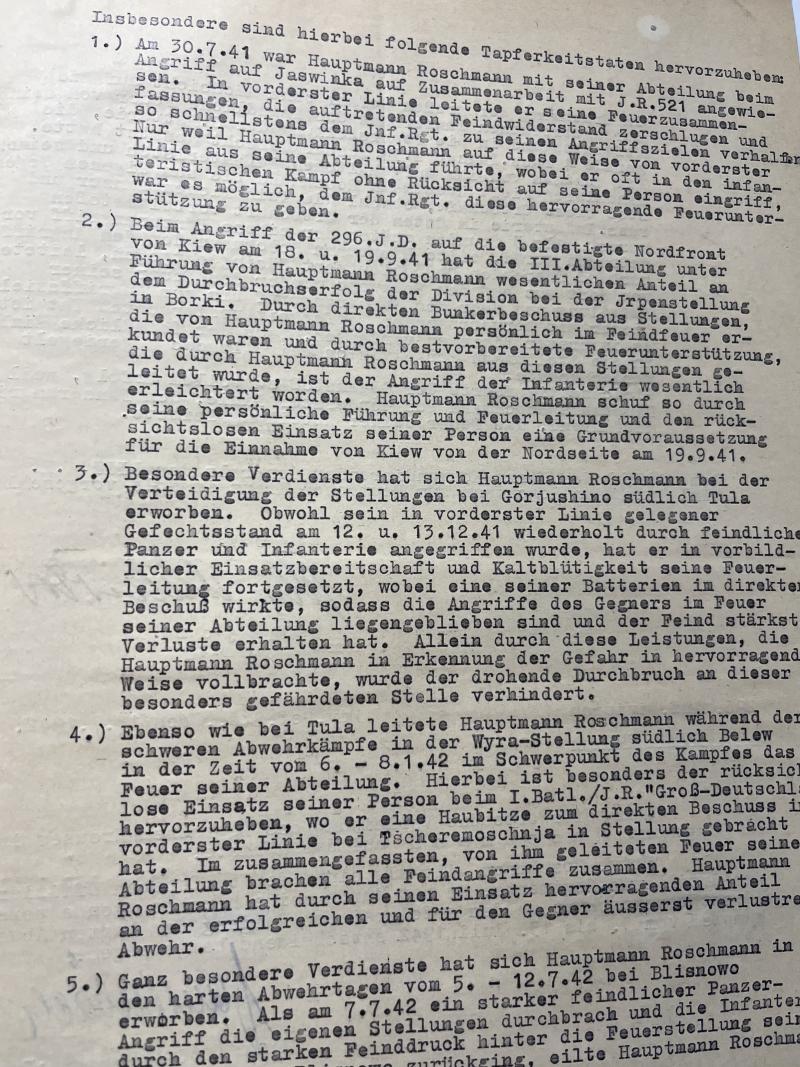 Insbesondere sind hierbei folgende Tapferkeitstaten hervorzuheben:
1.) Am 30.7.41 war Hauptmann Roschmann mit seiner Abteilung beim
Angriff auf Jaswinka auf Zusammenarbeit mit J.R.521 angewie-
sen. In vorderster Linie leitete er seine Feuerzusammen-
fassungen, die auftretenden Feindwiderstand zerschlugen und
so schnellstens dem Jnf.Rgt. zu seinen Angriffszielen verhalfen
Nur weil Hauptmann Roschmann auf diese Weise von vorderster
Linie aus seine Abteilung führte, wobei er oft in den infan-
teristischen Kampf ohne Rücksicht auf seine Person eingriff,
war es möglich, dem Jnf.Rgt. diese hervorragende Feuerunter-
stützung zu geben.
2.) Beim Angriff der 296.J.D. auf die befestigte Nordfront
von Kiew am 18. u. 19.9.41 hat die III.Abteilung unter
Führung von Hauptmann Roschmann wesentlichen Anteil an
dem Durchbruchserfolg der Division bei der Jrpenstellung
in Borki. Durch direkten Bunkerbeschuss aus Stellungen,
die von Hauptmann Roschmann persönlich im Feindfeuer er-
kundet waren und durch bestvorbereitete Feuerunterstützung,
die durch Hauptmann Roschmann aus diesen Stellungen ge-
leitet wurde, ist der Angriff der Infanterie wesentlich
erleichtert worden. Hauptmann Roschmann schuf so durch
seine persönliche Führung und Feuerleitung und den rück-
sichtslosen Einsatz seiner Person eine Grundvoraussetzung
für die Einnahme von Kiew von der Nordseite am 19.9.41.
3.) Besondere Verdienste hat sich Hauptmann Roschmann bei der
Verteidigung der Stellungen bei Gorjushino südlich Tula
erworben. Obwohl sein in vorderster Linie gelegener
Gefechtsstand am 12. u. 13.12.41 wiederholt durch feindliche
Panzer und Infanterie angegriffen wurde, hat er in vorbild-
licher Einsatzbereitschaft und Kaltblütigkeit seine Feuer-
leitung fortgesetzt, wobei eine seiner Batterien im direkten
Beschuß wirkte, sodass die Angriffe des Gegners im Feuer
seiner Abteilung liegengeblieben sind und der Feind stärkst
Verluste erhalten hat. Allein durch diese Leistungen, die
Hauptmann Roschmann in Erkennung der Gefahr in hervorragend
Weise vollbrachte, wurde der drohende Durchbruch an dieser
besonders gefährdeten Stelle verhindert.
4.) Ebenso wie bei Tula leitete Hauptmann Roschmann während der
schweren Abwehrkämpfe in der Wyra-Stellung südlich Belew
in der Zeit vom 6. - 8.1.42 im Schwerpunkt des Kampfes das
Feuer seiner Abteilung. Hierbei ist besonders der rücksich
lose Einsatz seiner Person beim I.Batl./J.R."Groß-Deutschl
hervorzuheben, wo er eine Haubitze zum direkten Beschuss i
vorderster Linie bei Tscheremoschnja in Stellung gebracht
hat. Im zusammengefassten, von ihm geleiteten Feuer seine
Abteilung brachen alle Feindangriffe zusammen. Hauptmann
Roschmann hat durch seinen Einsatz hervorragenden Anteil
an der erfolgreichen und für den Gegner äusserst verlustre
Abwehr.
5.) Ganz besondere Verdienste hat sich Hauptmann Roschmann in
den harten Abwehrtagen vom 5. - 12.7.42 bei Blisnowo
erworben. Als am 7.7.42 ein starker feindlicher Panzer-
Angriff die eigenen Stellungen durchbrach und die Infanter
durch den starken Feinddruck hinter die Feuerstellung sein
Blisnowo zurückging, eilte Hauptmann Roschma